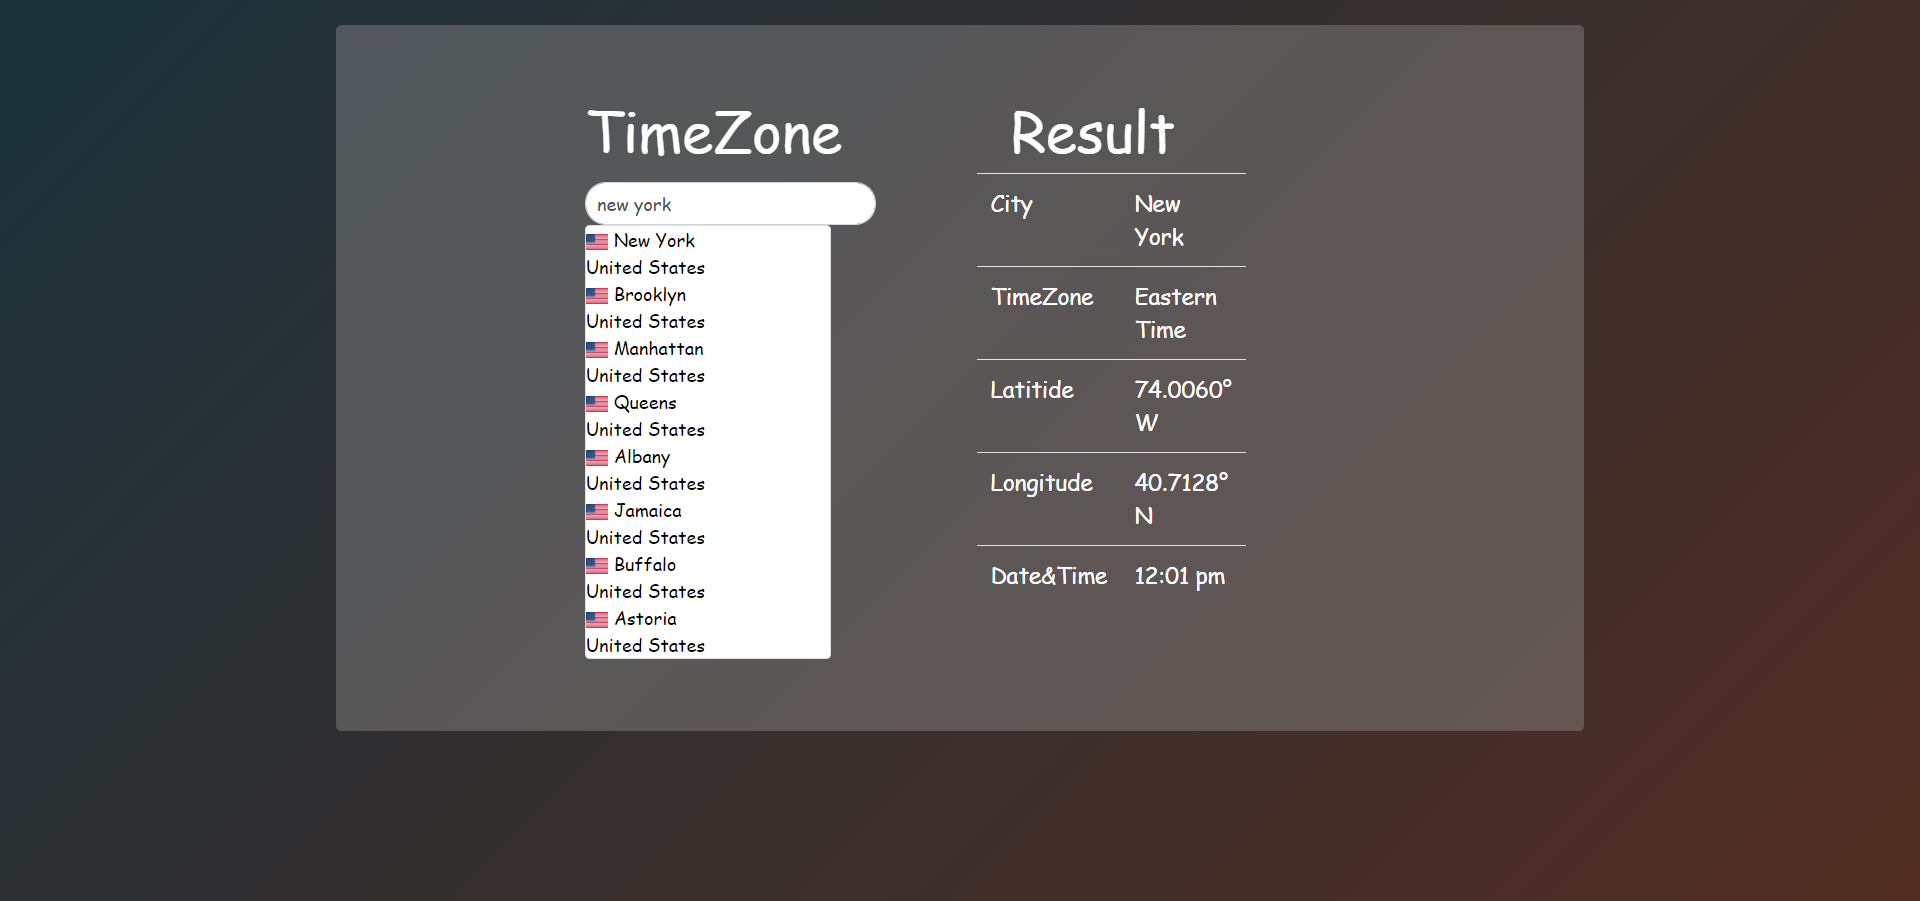 TimeZone
new york
New York
United States
Brooklyn
United States
Manhattan
United States
Queens
United States
Albany
United States
Jamaica
United States
Buffalo
United States
Astoria
United States
Result
City New
York
TimeZone Eastern
Time
Latitide 74.0060°
W
Longitude 40.7128°
N
Date&Time 12:01 pm